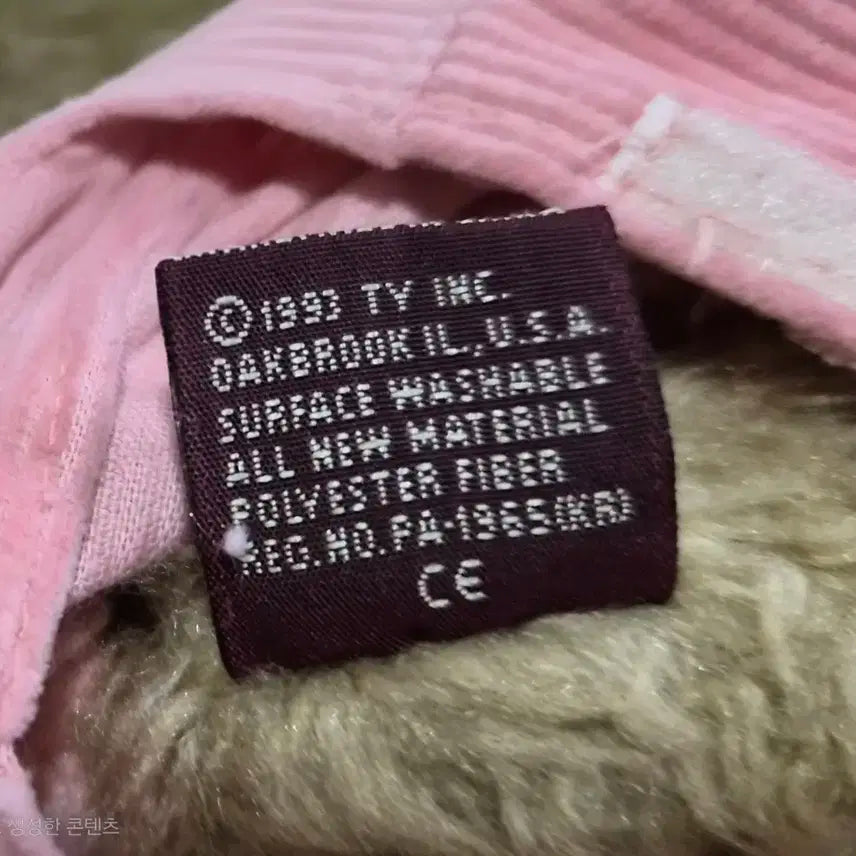 ©1993 TY INC.
OAKBROOK IL., U.S.A.
SURFACE WASHABLE
ALL NEW MATERIAL
POLYESTER FIBER
REG. NO. PA-1965(KR)
CE
생성한 콘텐츠